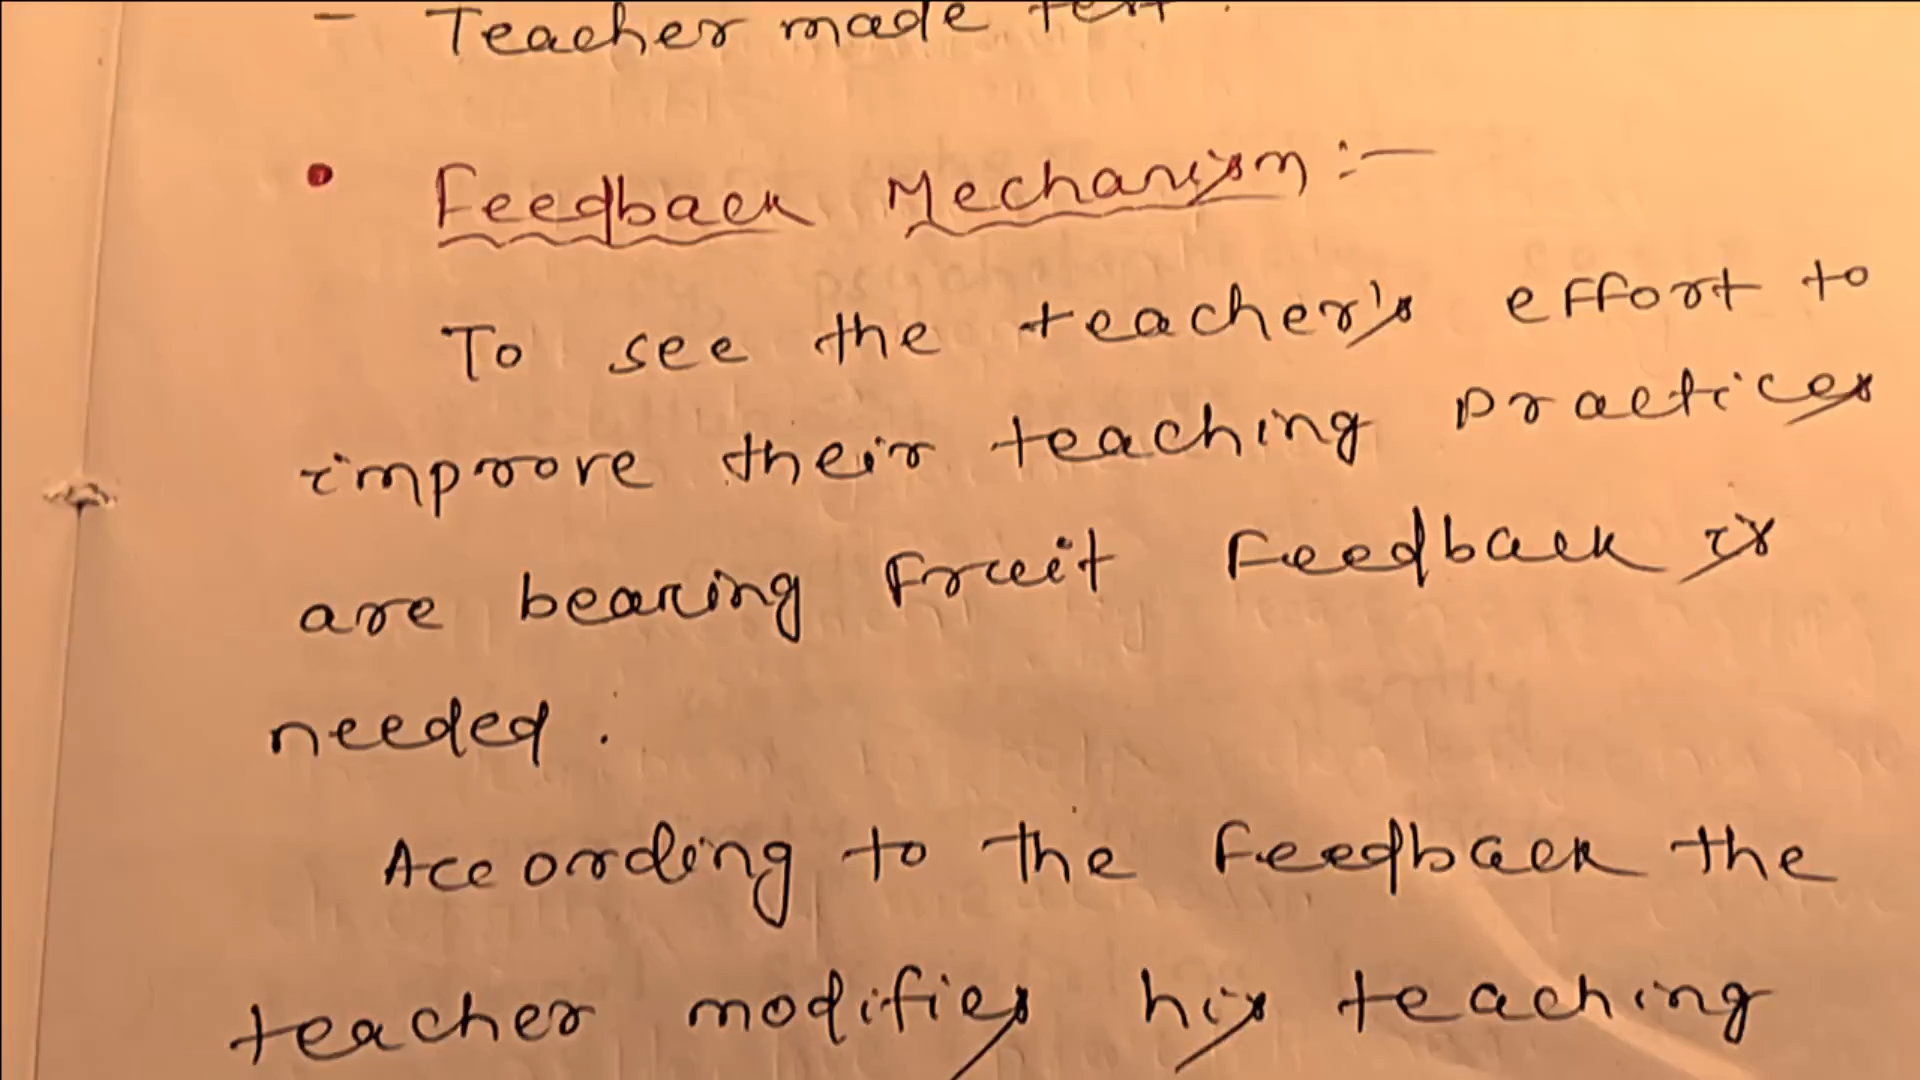 - Teacher made test.
• Feedback Mechanism :-
To see the teacher's effort to
improve their teaching practices
are bearing fruit feedback is
needed.
According to the feedback the
teacher modifies his teaching